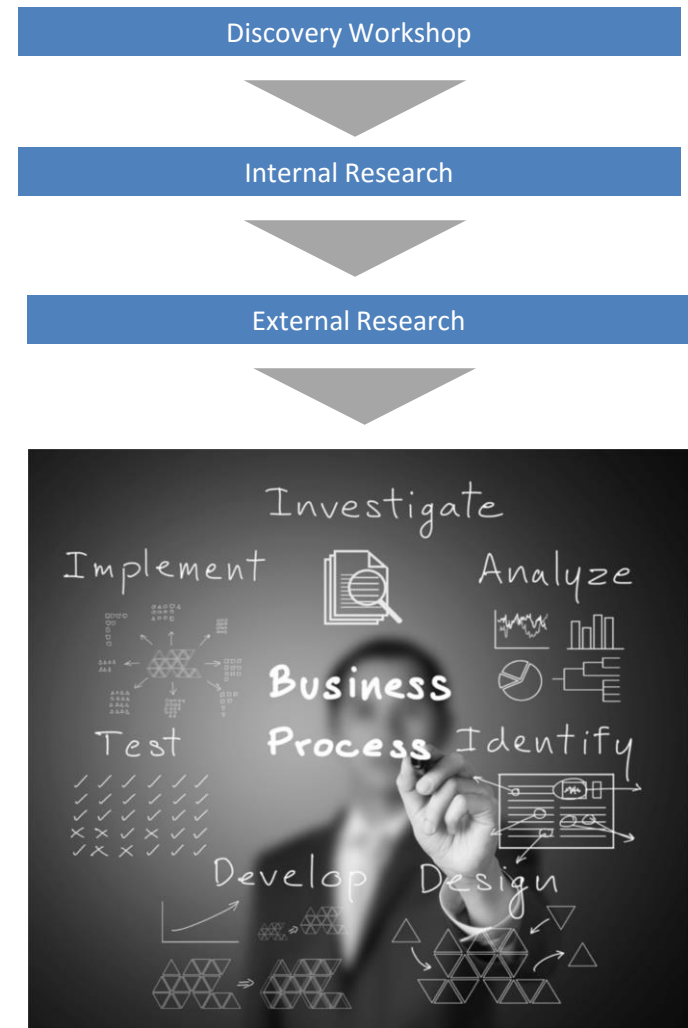 Discovery Workshop
Internal Research
External Research
Investigate
Implement
Analyze
Business
Process
Identify
Test
Develop
Design